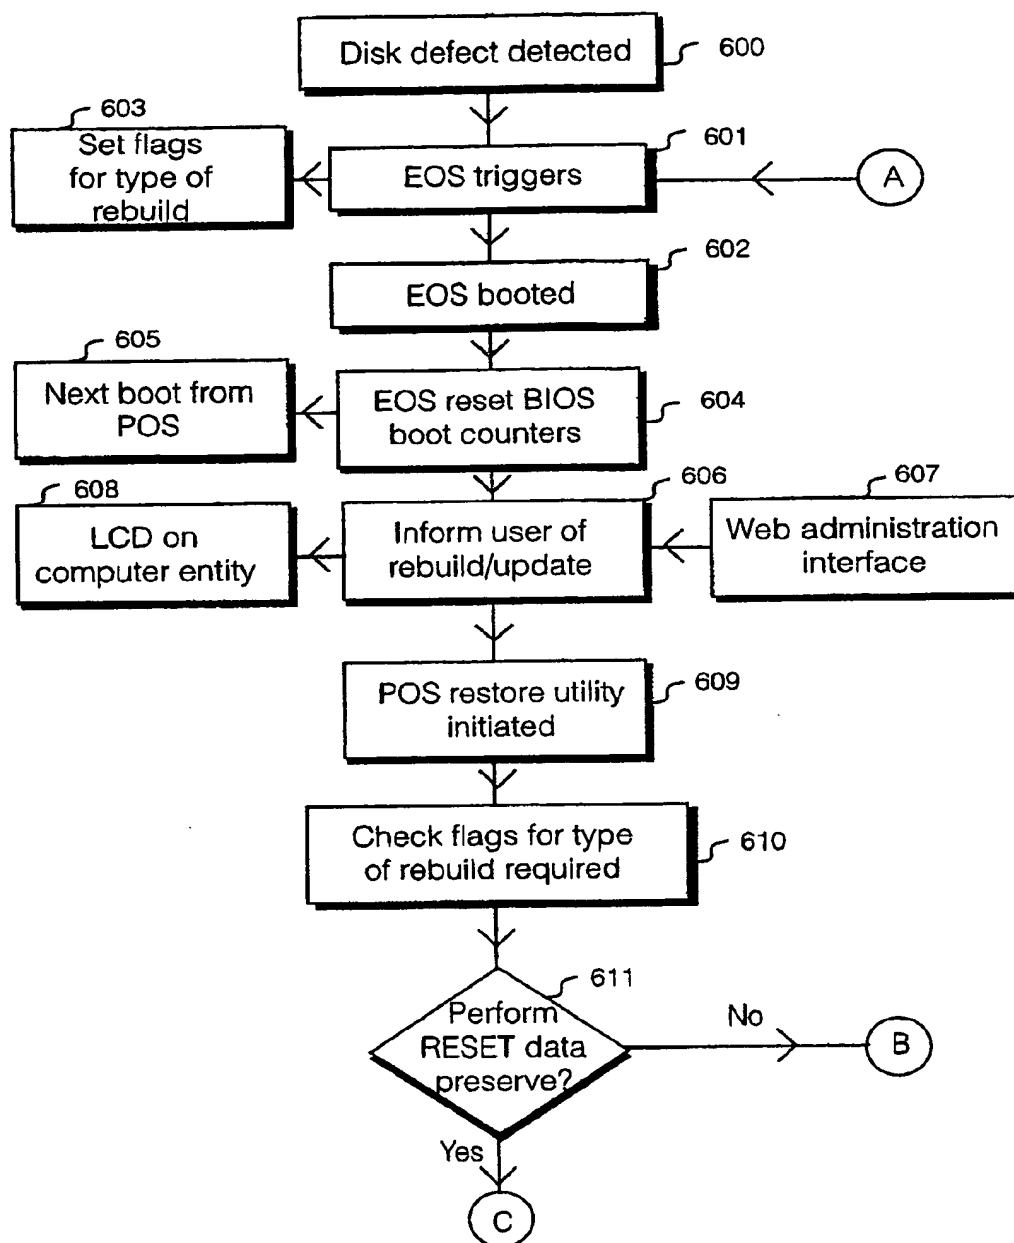 Disk defect detected
600
603
Set flags
for type of
rebuild
601
EOS triggers
A
602
EOS booted
605
Next boot from
POS
EOS reset BIOS
boot counters
604
608
LCD on
computer entity
606
Inform user of
rebuild/update
607
Web administration
interface
POS restore utility
initiated
609
Check flags for type
of rebuild required
610
611
Perform
RESET data
preserve?
No
B
Yes
C